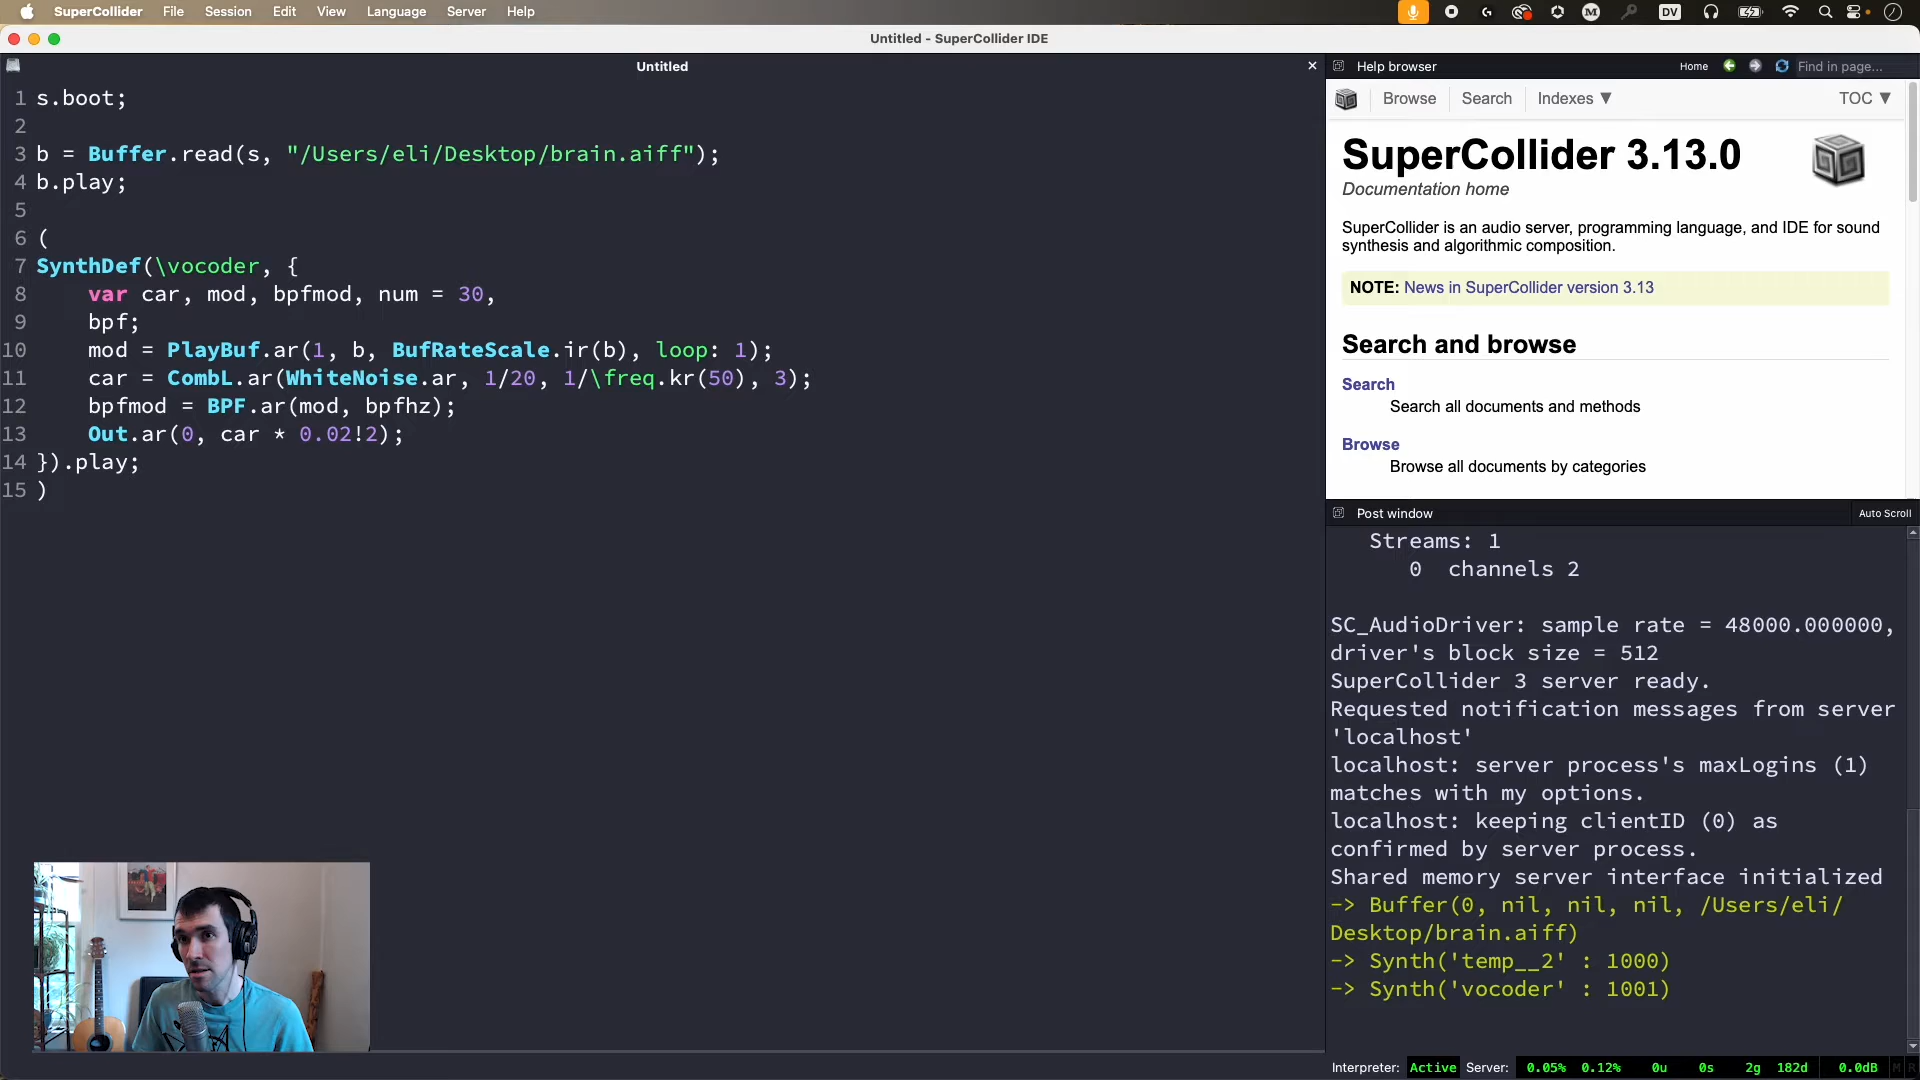 SuperCollider File Session Edit View Language Server Help
DV
Untitled - SuperCollider IDE
Untitled
1 s.boot;
2
3 b = Buffer.read(s, "/Users/eli/Desktop/brain.aiff");
4 b.play;
5
6 (
7 SynthDef(\vocoder, {
8 var car, mod, bpfmod, num = 30,
9 bpf;
10 mod = PlayBuf.ar(1, b, BufRateScale.ir(b), loop: 1);
11 car = CombL.ar(WhiteNoise.ar, 1/20, 1/\freq.kr(50), 3);
12 bpfmod = BPF.ar(mod, bpfhz);
13 Out.ar(0, car * 0.02!2);
14 }).play;
15 )
Help browser Home Find in page...
Browse Search Indexes ▼ TOC ▼
SuperCollider 3.13.0
Documentation home
SuperCollider is an audio server, programming language, and IDE for sound
synthesis and algorithmic composition.
NOTE: News in SuperCollider version 3.13
Search and browse
Search
Search all documents and methods
Browse
Browse all documents by categories
Post window Auto Scroll
Streams: 1
0 channels 2
SC_AudioDriver: sample rate = 48000.000000,
driver's block size = 512
SuperCollider 3 server ready.
Requested notification messages from server
'localhost'
localhost: server process's maxLogins (1)
matches with my options.
localhost: keeping clientID (0) as
confirmed by server process.
Shared memory server interface initialized
-> Buffer(0, nil, nil, nil, /Users/eli/
Desktop/brain.aiff)
-> Synth('temp__2' : 1000)
-> Synth('vocoder' : 1001)
Interpreter: Active Server: 0.05% 0.12% 0u 0s 2g 182d 0.0dB M R